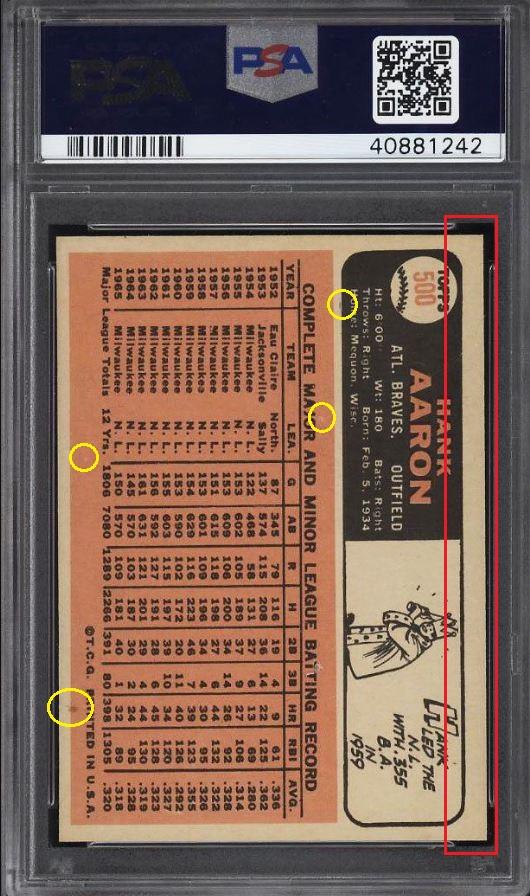 PSA
PSA
40881242
TOPPS
500
HANK
AARON
ATL. BRAVES, OUTFIELD
Ht: 6:00 Wt: 180 Bats: Right
Throws: Right Born: Feb. 5, 1934
Home: Mequon, Wisc.
HANK
LED THE
N.L.
WITH .355
B.A.
IN
1959
COMPLETE MAJOR AND MINOR LEAGUE BATTING RECORD
YEAR TEAM LEA. G AB R H 2B 3B HR RBI AVG.
1952 Eau Claire North. 87 345 79 116 19 4 9 61 .336
1953 Jacksonville Sally 137 574 115 208 36 14 22 125 .362
1954 Milwaukee N. L. 122 468 58 131 27 6 13 69 .280
1955 Milwaukee N. L. 153 602 105 189 37 9 27 106 .314
1956 Milwaukee N. L. 153 609 106 200 34 14 26 92 .328
1957 Milwaukee N. L. 151 615 118 198 27 6 44 132 .322
1958 Milwaukee N. L. 153 601 109 196 34 4 30 95 .326
1959 Milwaukee N. L. 154 629 116 223 46 7 39 123 .355
1960 Milwaukee N. L. 153 590 102 172 20 11 40 126 .292
1961 Milwaukee N. L. 155 603 115 197 39 10 34 120 .327
1962 Milwaukee N. L. 156 592 127 191 28 6 45 128 .323
1963 Milwaukee N. L. 161 631 121 201 29 4 44 130 .319
1964 Milwaukee N. L. 145 570 103 187 30 2 24 95 .328
1965 Milwaukee N. L. 150 570 109 181 40 1 32 89 .318
Major League Totals 12 Yrs. 1806 7080 1289 2266 391 80 398 1305 .320
©T.C.G. PRINTED IN U.S.A.